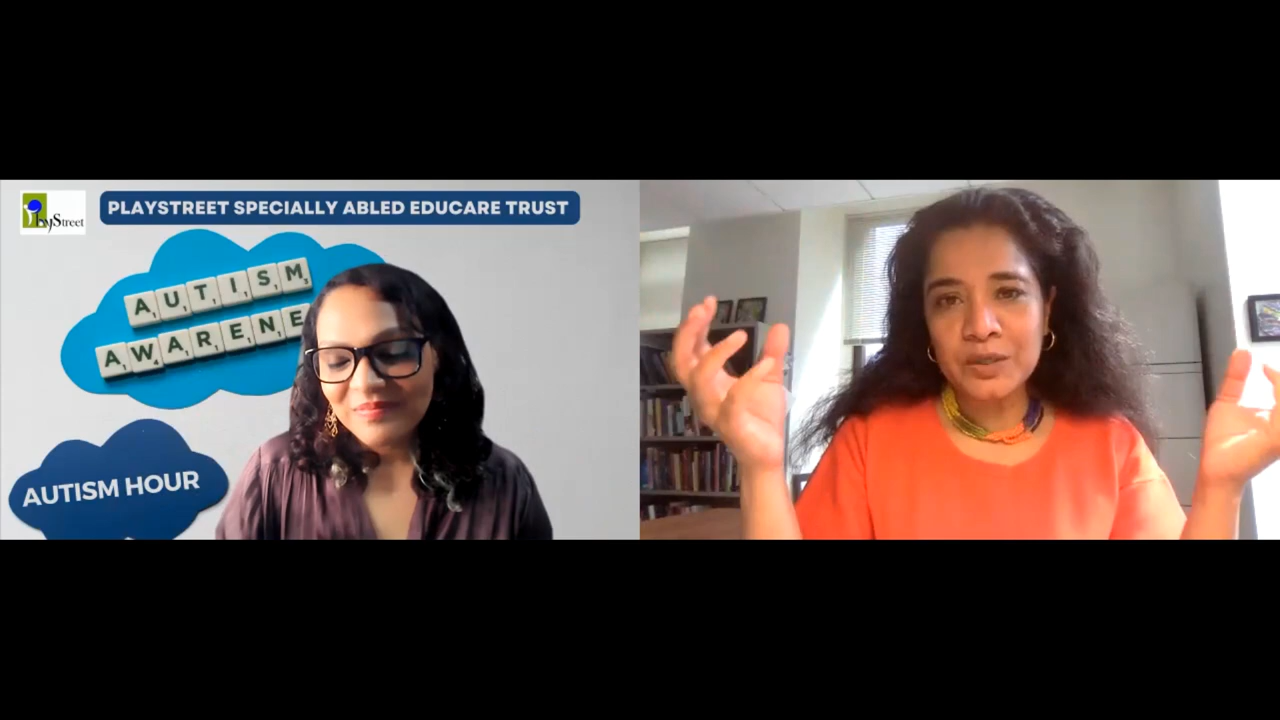 PlayStreet
PLAYSTREET SPECIALLY ABLED EDUCARE TRUST
AUTISM
AWARENE
AUTISM HOUR